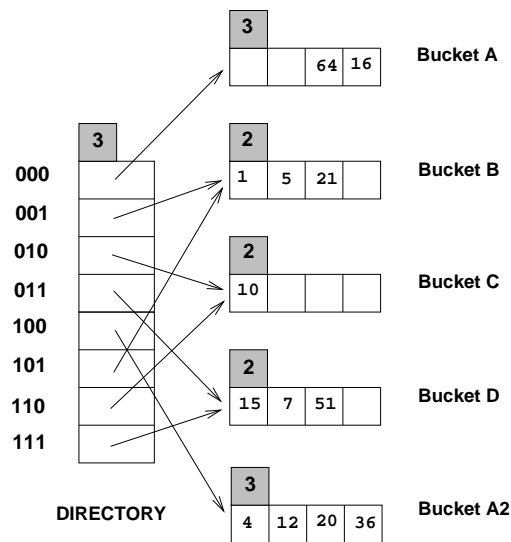 3
64 16 Bucket A
3
2
000
1 5 21 Bucket B
001
2
010
10 Bucket C
011
100
2
101
15 7 51 Bucket D
110
111
3
DIRECTORY
4 12 20 36 Bucket A2